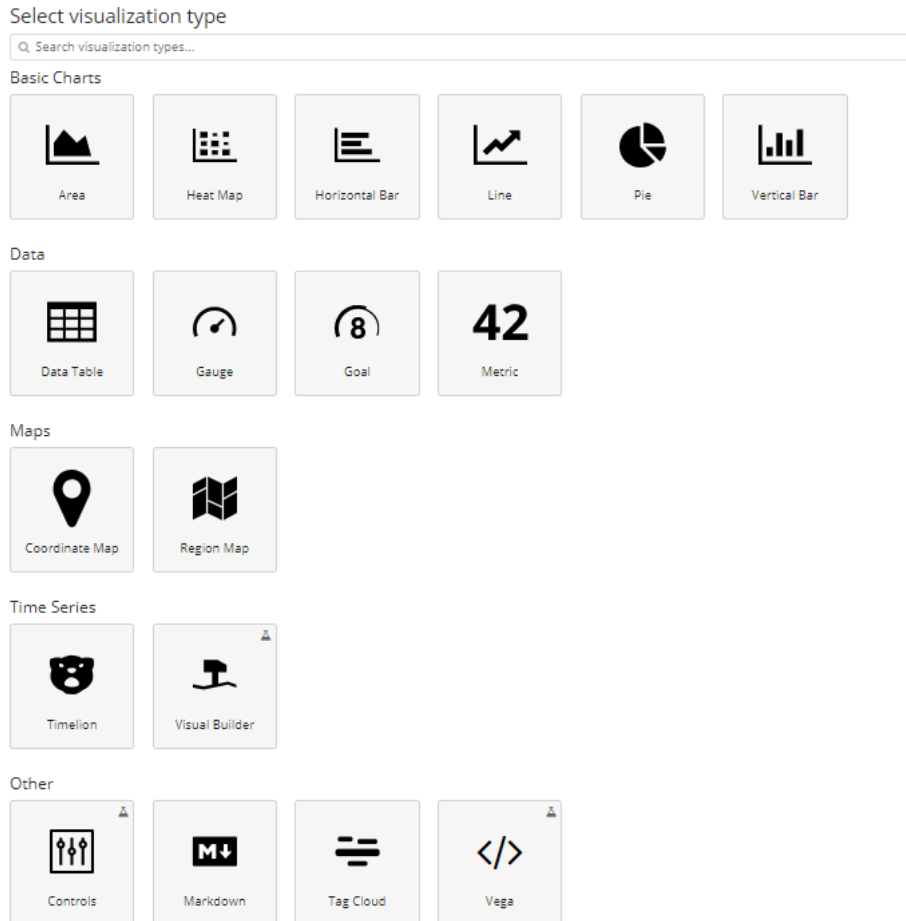 Select visualization type
Search visualization types...
Basic Charts
Area
Heat Map
Horizontal Bar
Line
Pie
Vertical Bar
Data
8
42
Data Table
Gauge
Goal
Metric
Maps
Coordinate Map
Region Map
Time Series
Timelion
Visual Builder
Other
M
</>
Controls
Markdown
Tag Cloud
Vega